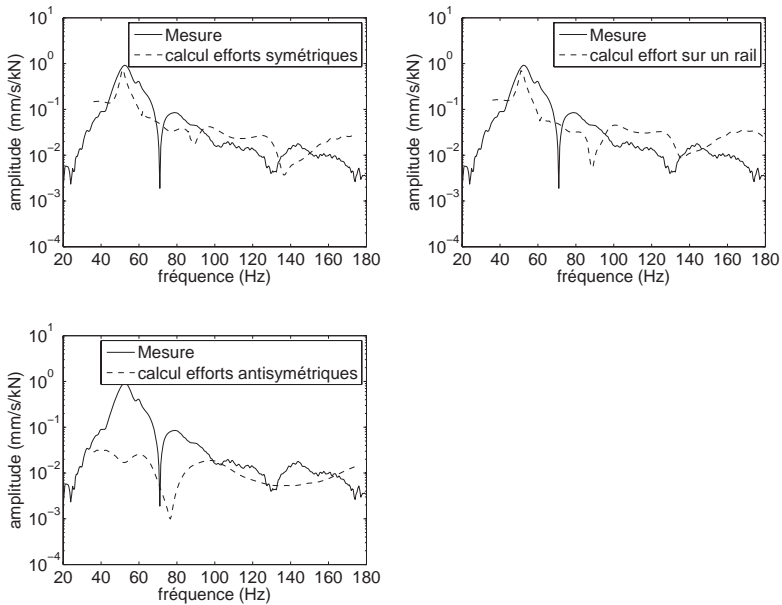 10^1
10^0
10^-1
10^-2
10^-3
10^-4
amplitude (mm/s/kN)
Mesure
calcul efforts symétriques
20 40 60 80 100 120 140 160 180
fréquence (Hz)
10^1
10^0
10^-1
10^-2
10^-3
10^-4
amplitude (mm/s/kN)
Mesure
calcul effort sur un rail
20 40 60 80 100 120 140 160 180
fréquence (Hz)
10^1
10^0
10^-1
10^-2
10^-3
10^-4
amplitude (mm/s/kN)
Mesure
calcul efforts antisymétriques
20 40 60 80 100 120 140 160 180
fréquence (Hz)